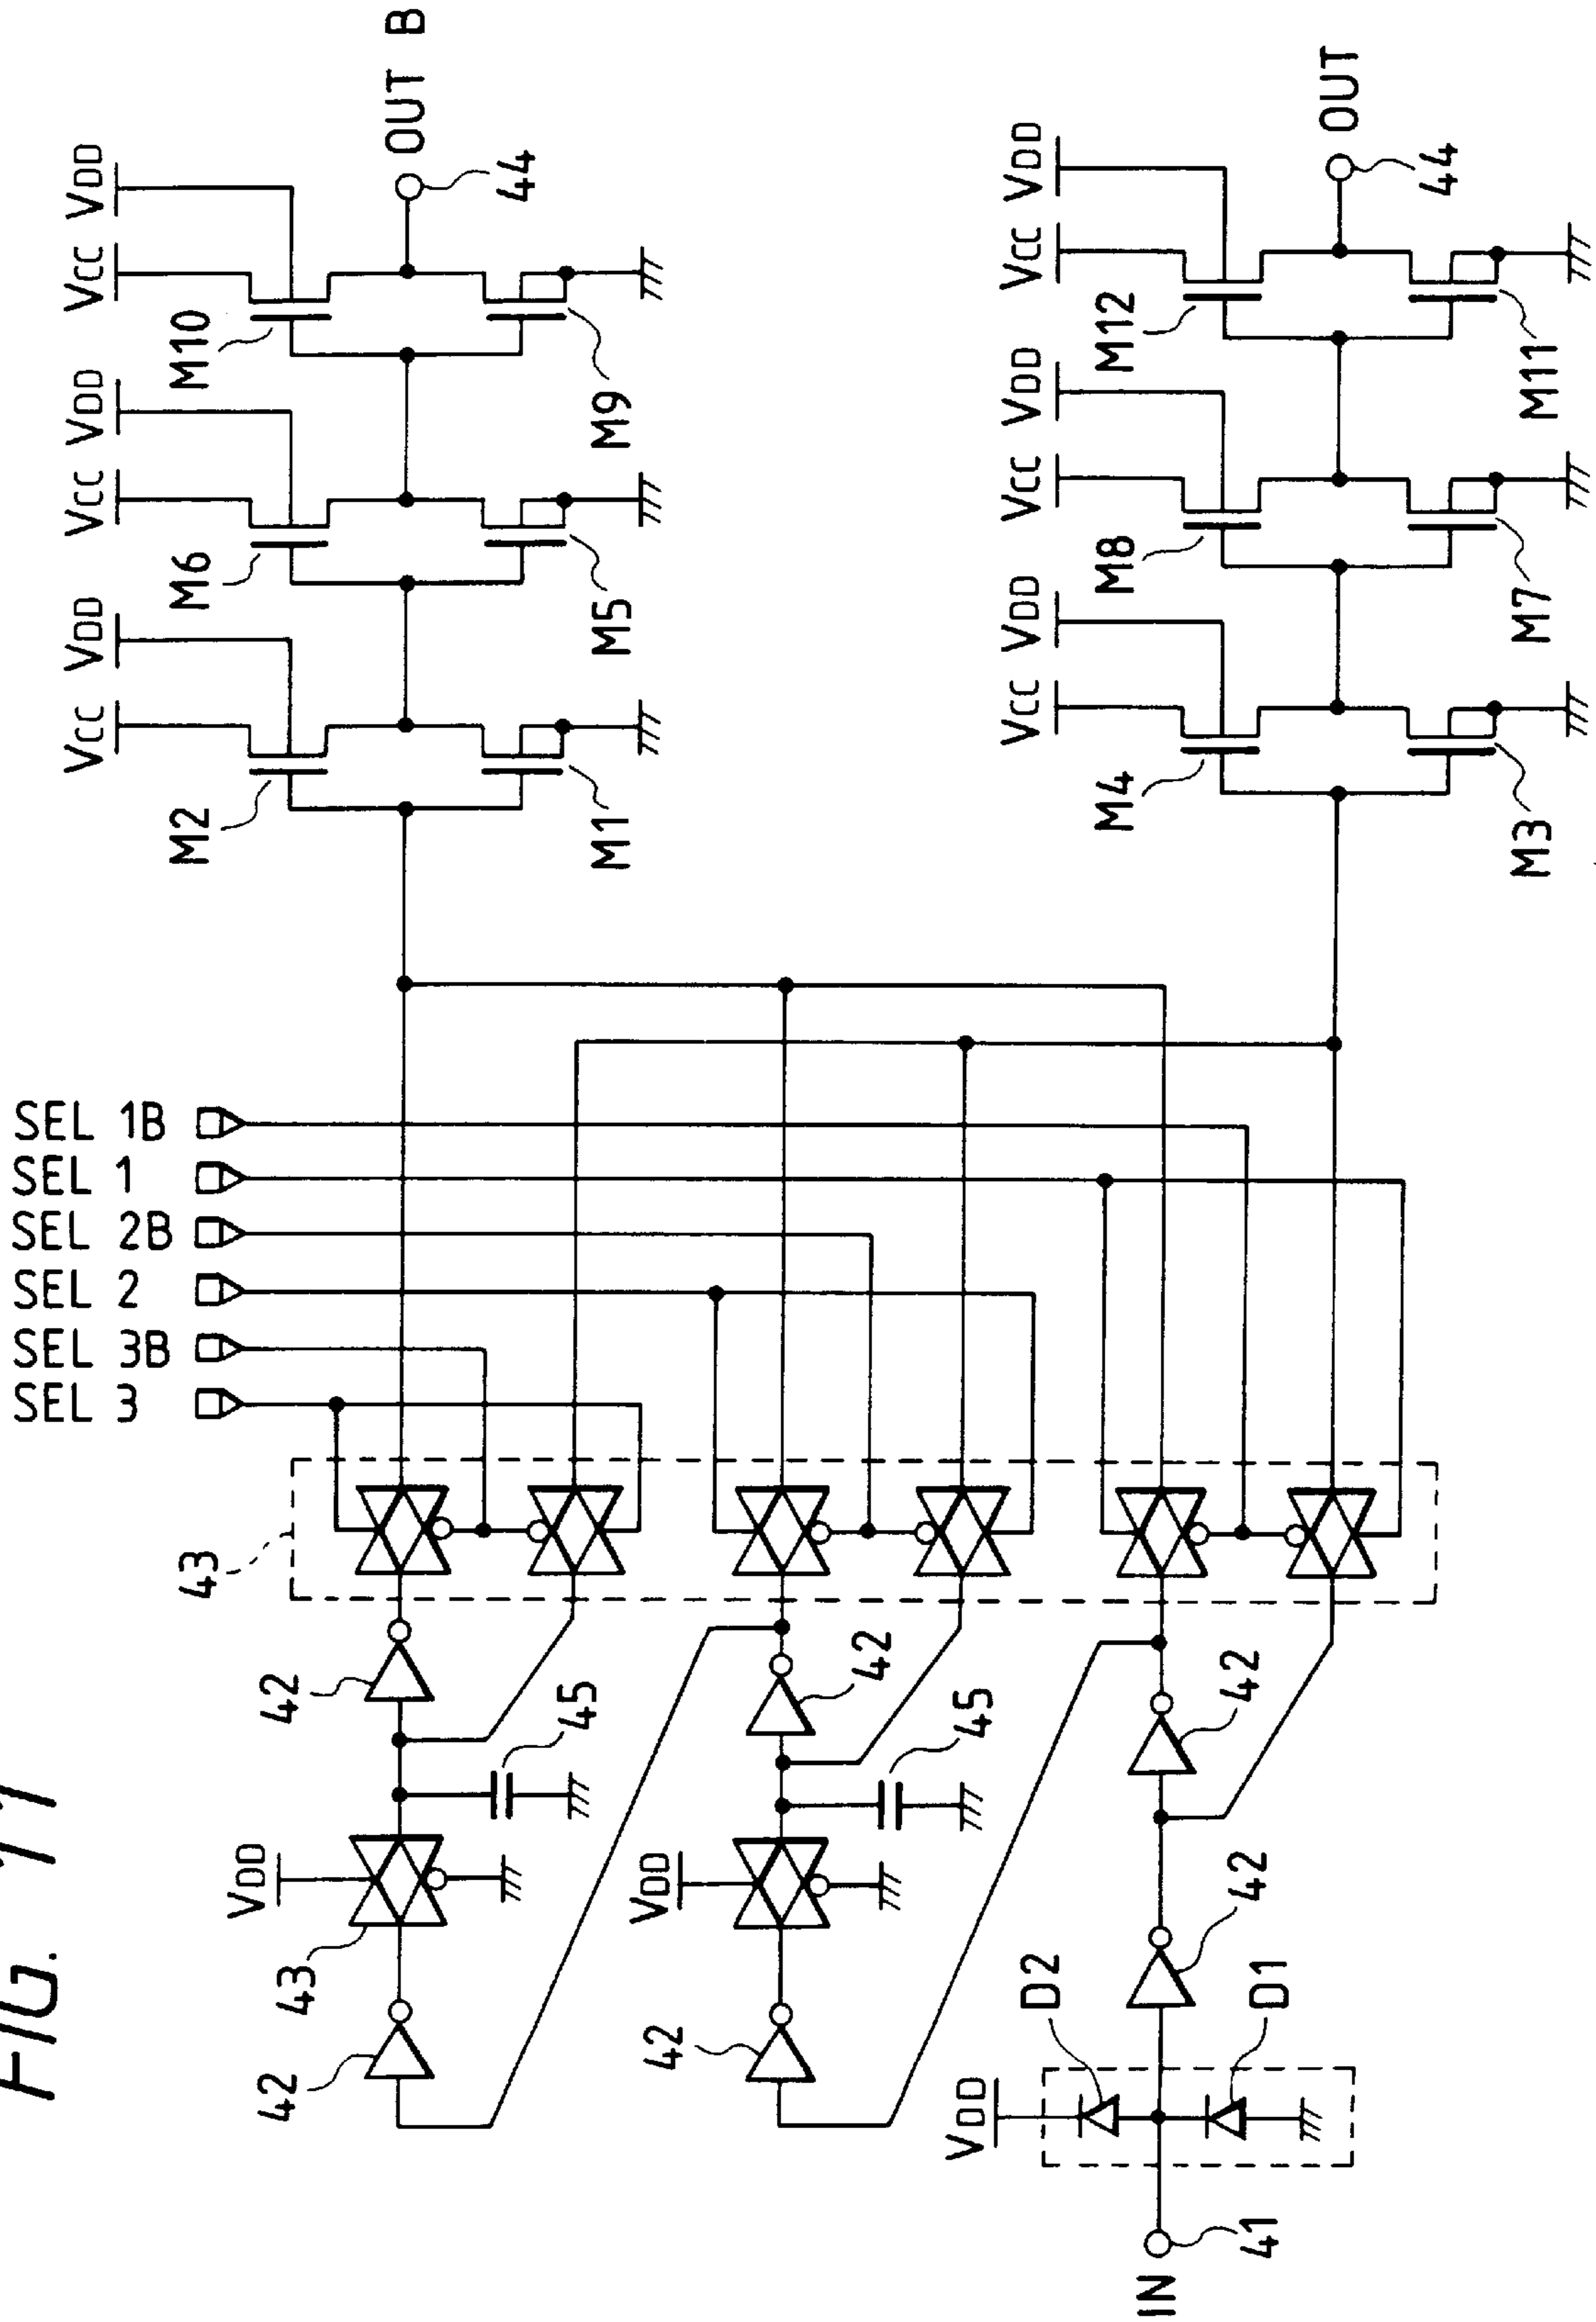 FIG. 11
SEL 1B
SEL 1
SEL 2B
SEL 2
SEL 3B
SEL 3
VCC VDD
VCC VDD
VCC VDD
M2
M6
M10
M1
M5
M9
OUT B
44
VCC VDD
VCC VDD
VCC VDD
M4
M8
M12
M3
M7
M11
OUT
44
43
42
VDD
43
42
45
42
VDD
42
45
VDD
D2
D1
42
42
IN
41